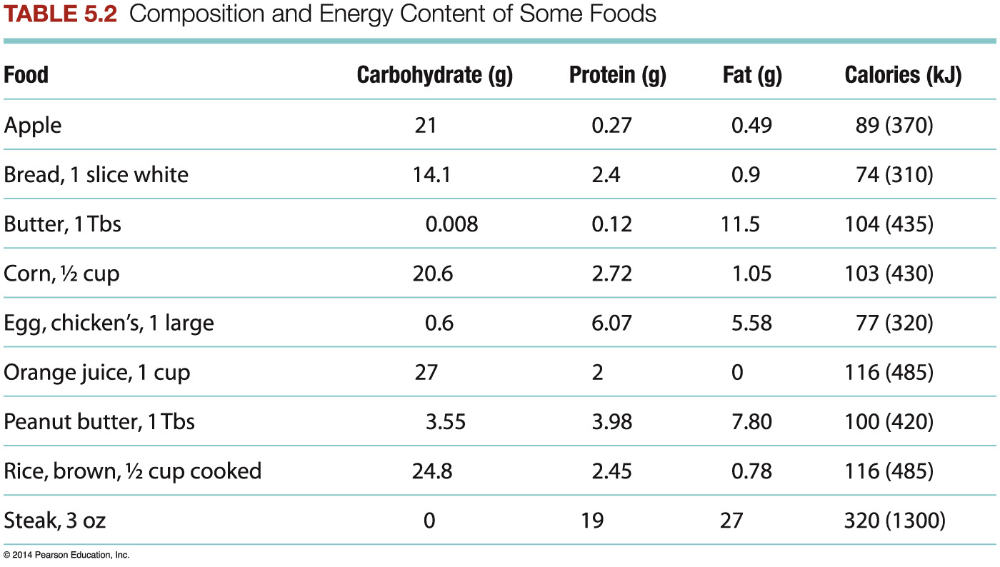 TABLE 5.2 Composition and Energy Content of Some Foods
Food Carbohydrate (g) Protein (g) Fat (g) Calories (kJ)
Apple 21 0.27 0.49 89 (370)
Bread, 1 slice white 14.1 2.4 0.9 74 (310)
Butter, 1 Tbs 0.008 0.12 11.5 104 (435)
Corn, ½ cup 20.6 2.72 1.05 103 (430)
Egg, chicken’s, 1 large 0.6 6.07 5.58 77 (320)
Orange juice, 1 cup 27 2 0 116 (485)
Peanut butter, 1 Tbs 3.55 3.98 7.80 100 (420)
Rice, brown, ½ cup cooked 24.8 2.45 0.78 116 (485)
Steak, 3 oz 0 19 27 320 (1300)
© 2014 Pearson Education, Inc.